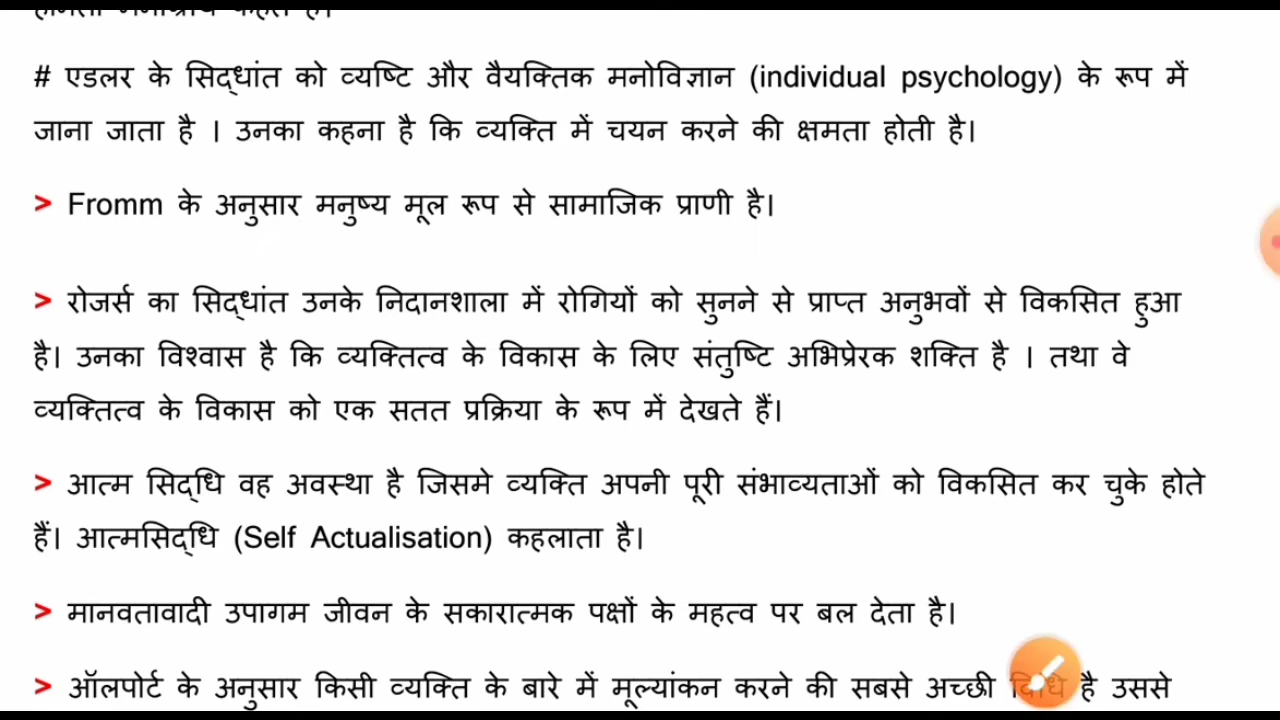 # एडलर के सिद्धांत को व्यष्टि और वैयक्तिक मनोविज्ञान (individual psychology) के रूप में
जाना जाता है । उनका कहना है कि व्यक्ति में चयन करने की क्षमता होती है।
> Fromm के अनुसार मनुष्य मूल रूप से सामाजिक प्राणी है।
> रोजर्स का सिद्धांत उनके निदानशाला में रोगियों को सुनने से प्राप्त अनुभवों से विकसित हुआ
है। उनका विश्वास है कि व्यक्तित्व के विकास के लिए संतुष्टि अभिप्रेरक शक्ति है । तथा वे
व्यक्तित्व के विकास को एक सतत प्रक्रिया के रूप में देखते हैं।
> आत्म सिद्धि वह अवस्था है जिसमे व्यक्ति अपनी पूरी संभाव्यताओं को विकसित कर चुके होते
हैं। आत्मसिद्धि (Self Actualisation) कहलाता है।
> मानवतावादी उपागम जीवन के सकारात्मक पक्षों के महत्व पर बल देता है।
> ऑलपोर्ट के अनुसार किसी व्यक्ति के बारे में मूल्यांकन करने की सबसे अच्छी विधि है उससे